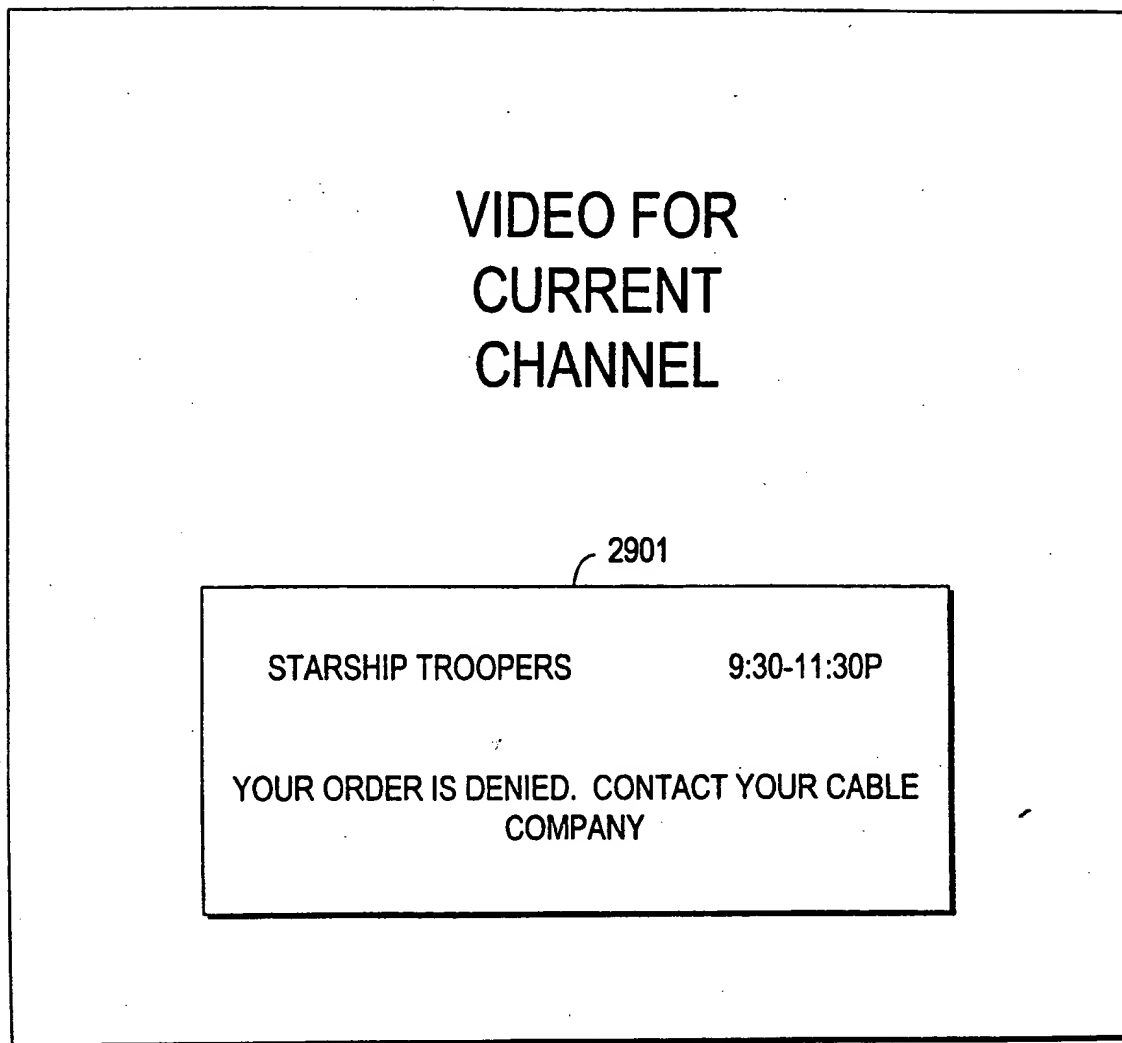 VIDEO FOR
CURRENT
CHANNEL
2901
STARSHIP TROOPERS 9:30-11:30P
YOUR ORDER IS DENIED. CONTACT YOUR CABLE
COMPANY